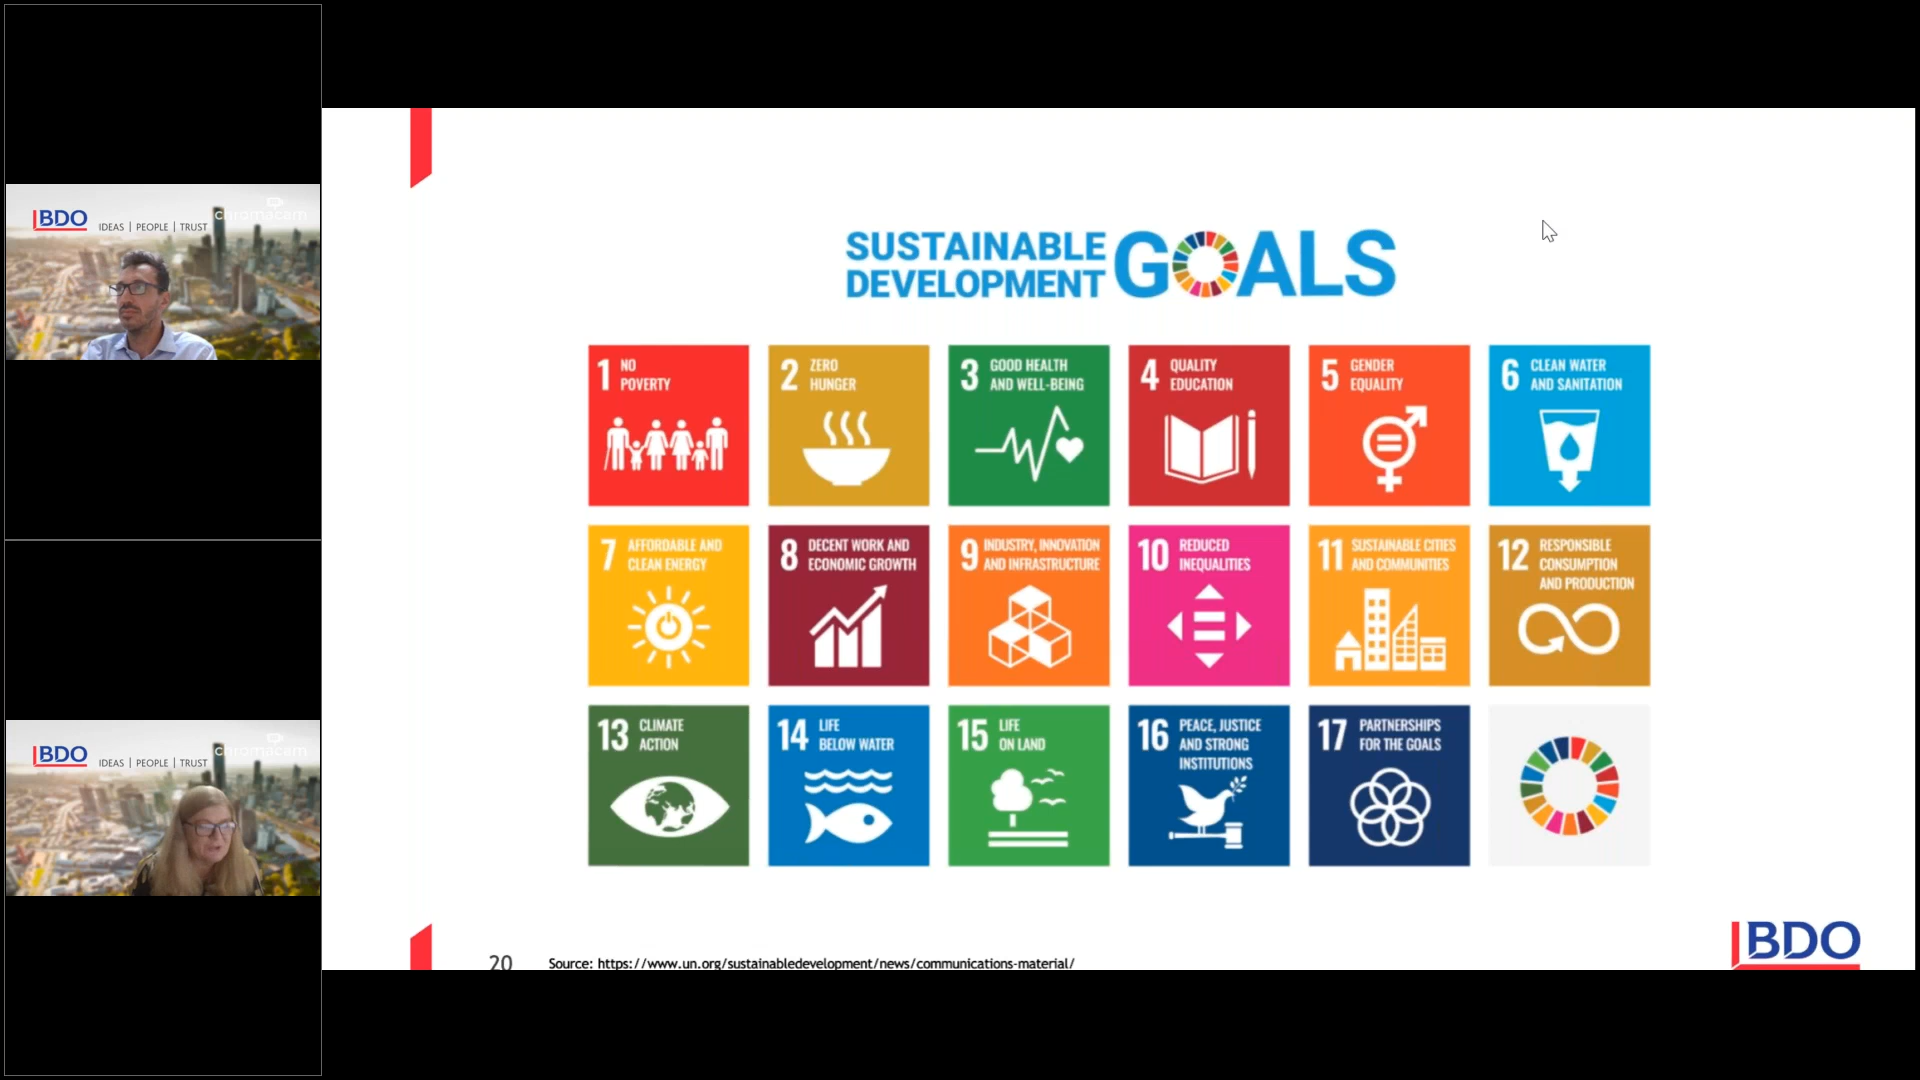 BDO
IDEAS | PEOPLE | TRUST
chromacam
BDO
IDEAS | PEOPLE | TRUST
chromacam
SUSTAINABLE
DEVELOPMENT
GOALS
1 NO
POVERTY
2 ZERO
HUNGER
3 GOOD HEALTH
AND WELL-BEING
4 QUALITY
EDUCATION
5 GENDER
EQUALITY
6 CLEAN WATER
AND SANITATION
7 AFFORDABLE AND
CLEAN ENERGY
8 DECENT WORK AND
ECONOMIC GROWTH
9 INDUSTRY, INNOVATION
AND INFRASTRUCTURE
10 REDUCED
INEQUALITIES
11 SUSTAINABLE CITIES
AND COMMUNITIES
12 RESPONSIBLE
CONSUMPTION
AND PRODUCTION
13 CLIMATE
ACTION
14 LIFE
BELOW WATER
15 LIFE
ON LAND
16 PEACE, JUSTICE
AND STRONG
INSTITUTIONS
17 PARTNERSHIPS
FOR THE GOALS
20
Source: https://www.un.org/sustainabledevelopment/news/communications-material/
BDO